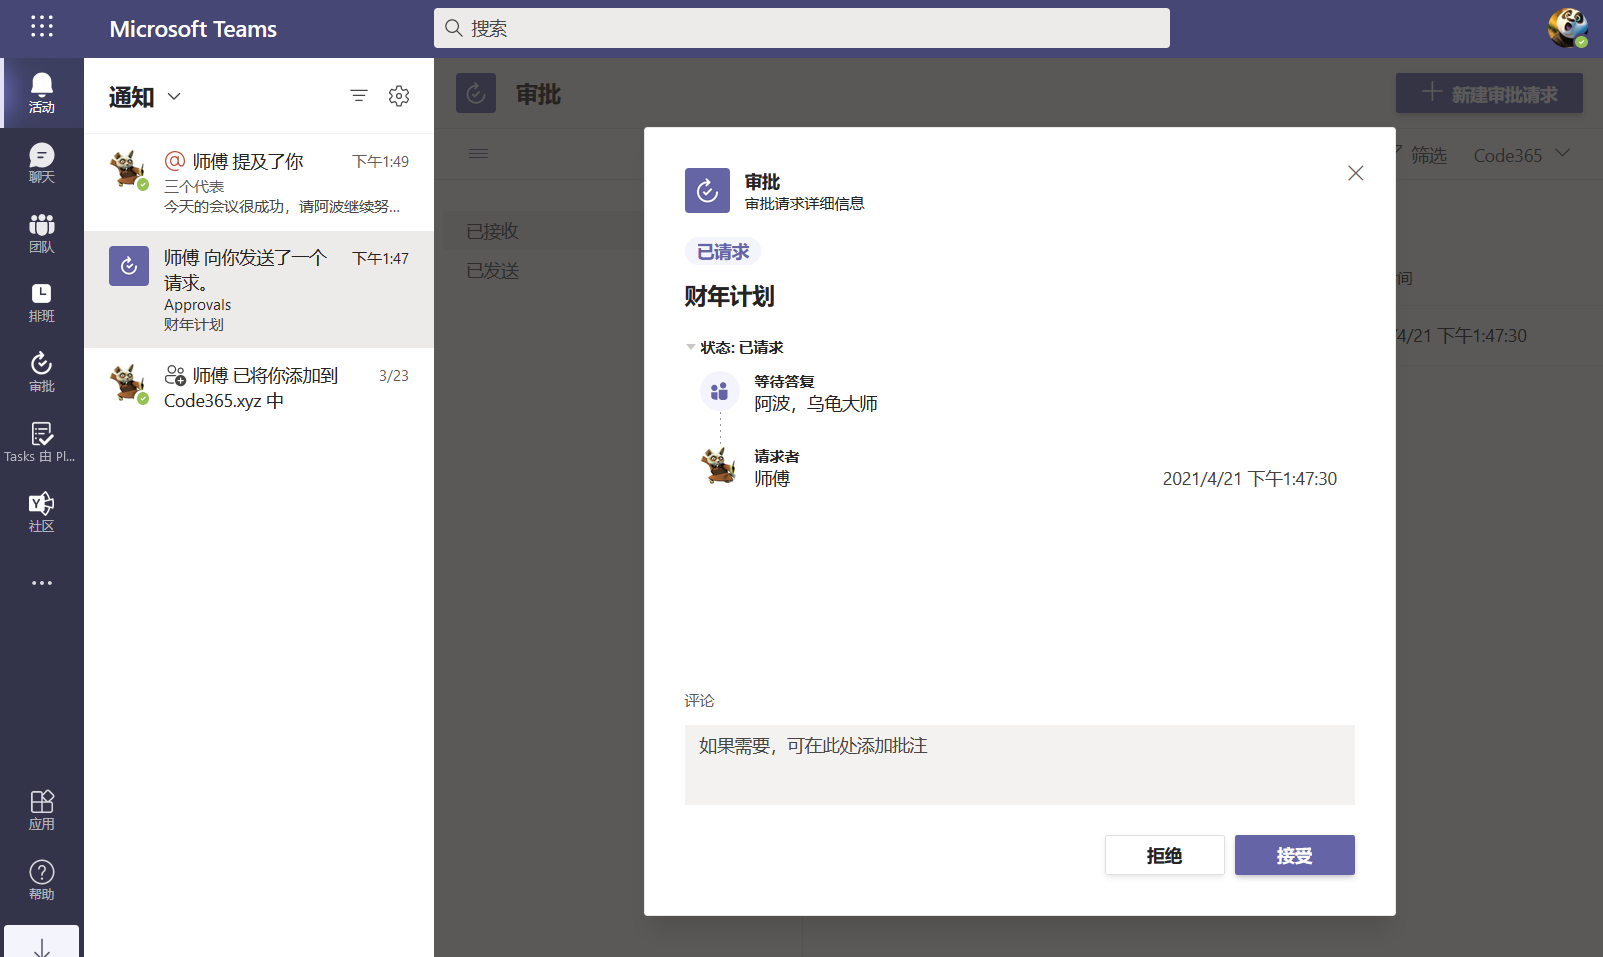 Microsoft Teams
搜索
活动
聊天
团队
排班
审批
Tasks 由 Pl...
社区
应用
帮助
通知
@ 师傅 提及了你 下午1:49
三个代表
今天的会议很成功，请阿波继续努...
师傅 向你发送了一个 下午1:47
请求。
Approvals
财年计划
师傅 已将你添加到 3/23
Code365.xyz 中
审批
新建审批请求
筛选 Code365
已接收
已发送
间
4/21 下午1:47:30
审批
审批请求详细信息
已请求
财年计划
状态: 已请求
等待答复
阿波，乌龟大师
请求者
师傅 2021/4/21 下午1:47:30
评论
如果需要，可在此处添加批注
拒绝 接受